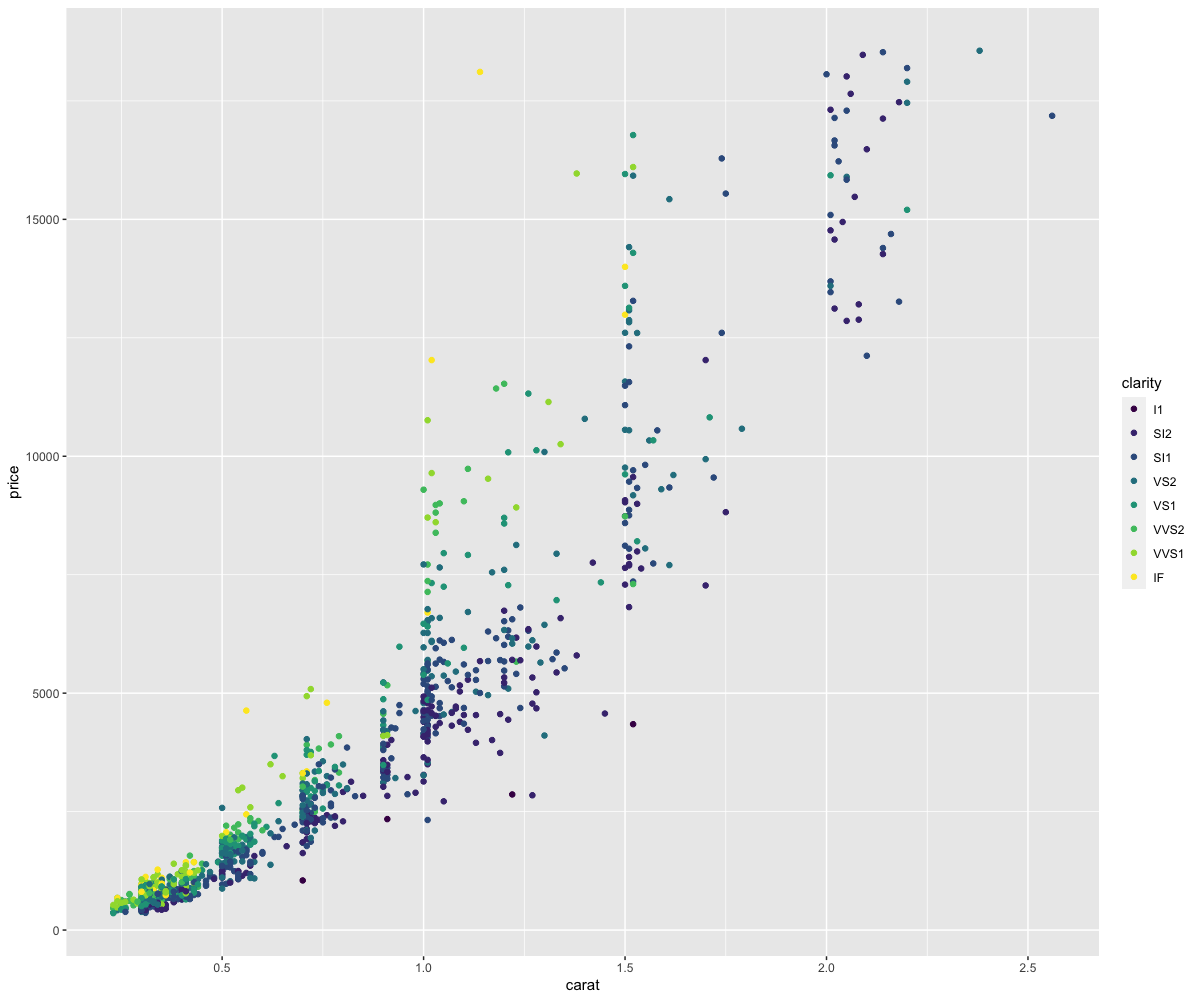 price
15000
10000
5000
0
0.5 1.0 1.5 2.0 2.5
carat
clarity
I1
SI2
SI1
VS2
VS1
VVS2
VVS1
IF